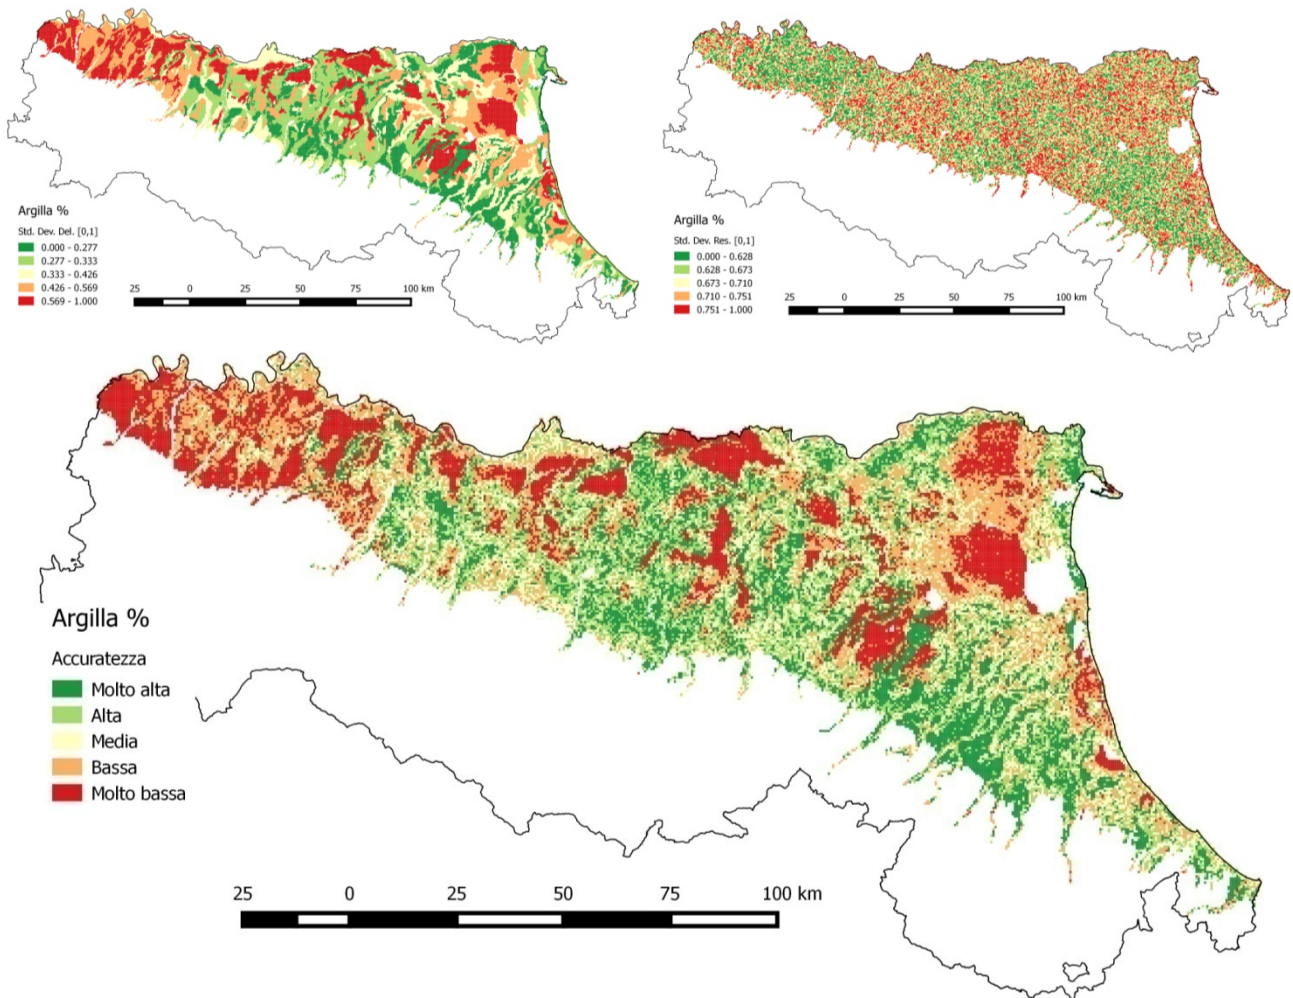 Argilla %
Std. Dev. Del. [0,1]
0.000 - 0.277
0.277 - 0.333
0.333 - 0.426
0.426 - 0.569
0.569 - 1.000
25 0 25 50 75 100 km
Argilla %
Std. Dev. Res. [0,1]
0.000 - 0.628
0.628 - 0.673
0.673 - 0.710
0.710 - 0.751
0.751 - 1.000
25 0 25 50 75 100 km
Argilla %
Accuratezza
Molto alta
Alta
Media
Bassa
Molto bassa
25 0 25 50 75 100 km